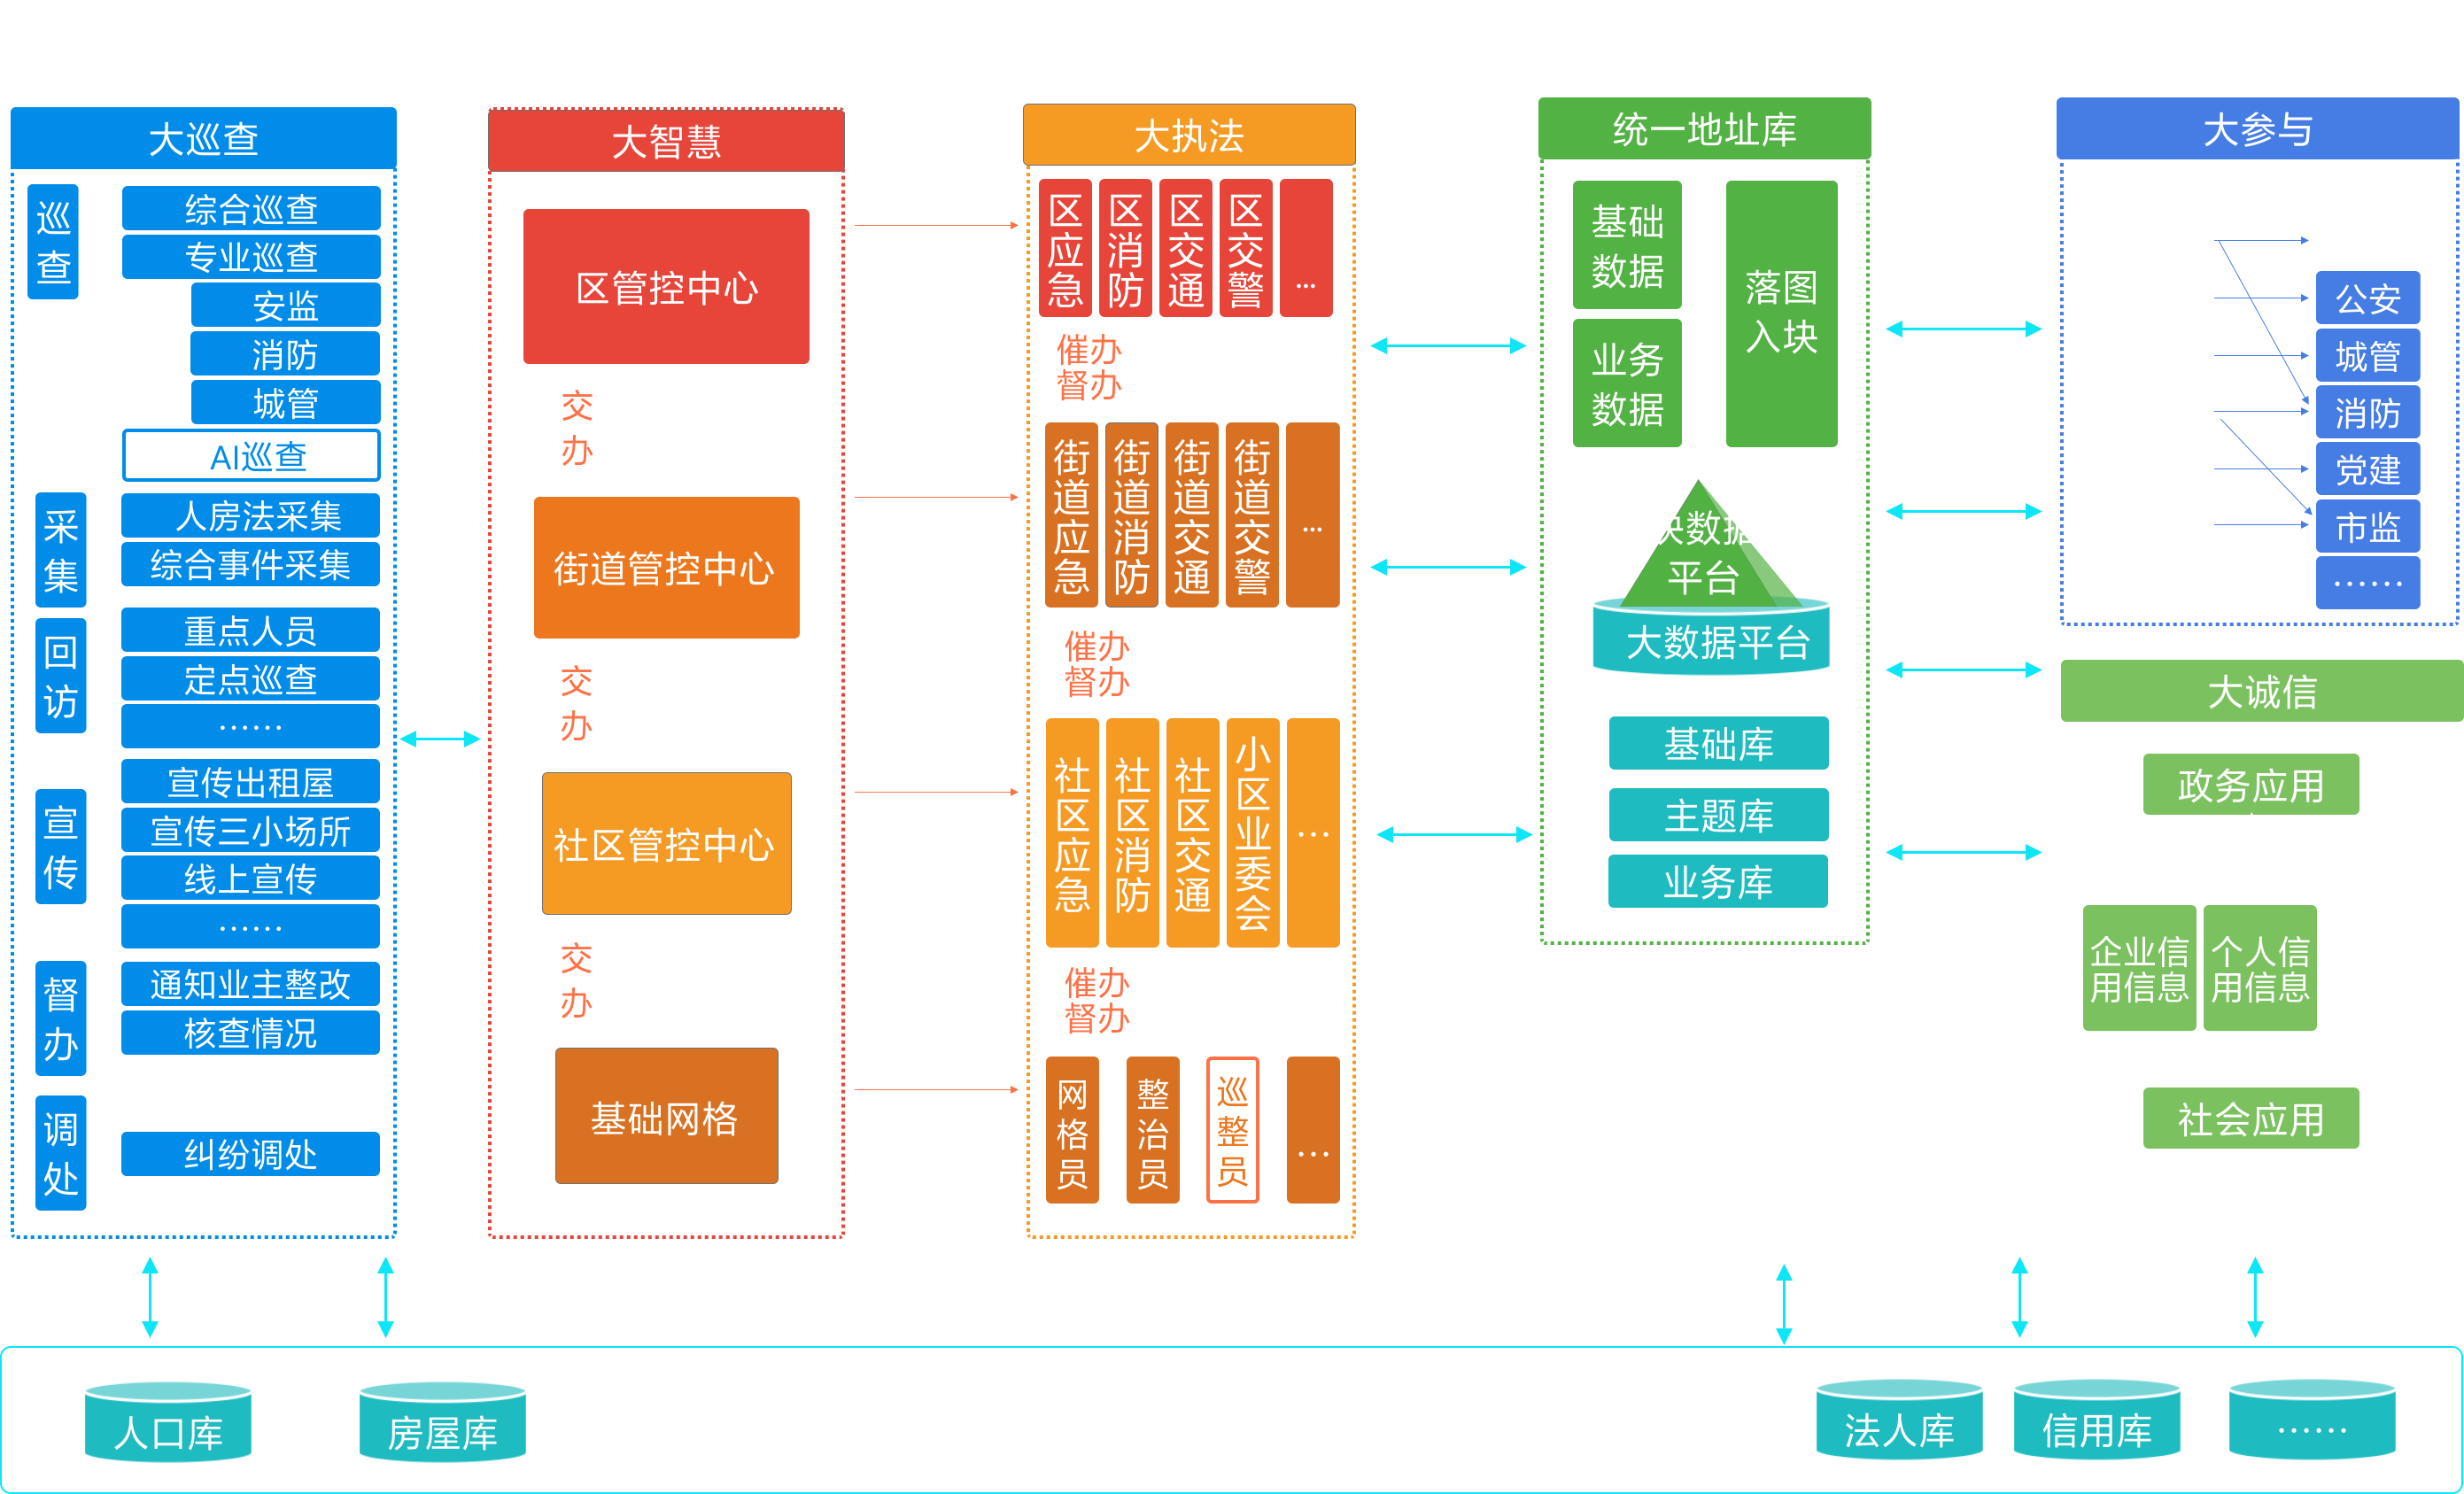 大巡查
巡查
综合巡查
专业巡查
安监
消防
城管
AI巡查
采集
人房法采集
综合事件采集
回访
重点人员
定点巡查
……
宣传
宣传出租屋
宣传三小场所
线上宣传
……
督办
通知业主整改
核查情况
调处
纠纷调处
大智慧
区管控中心
交办
街道管控中心
交办
社区管控中心
交办
基础网格
大执法
区应急
区消防
区交通
区交警
...
催办
督办
街道应急
街道消防
街道交通
街道交警
...
催办
督办
社区应急
社区消防
社区交通
小区业委会
…
催办
督办
网格员
整治员
巡整员
…
统一地址库
基础
数据
业务
数据
落图
入块
块数据
平台
大数据平台
基础库
主题库
业务库
大参与
公安
城管
消防
党建
市监
……
大诚信
政务应用
企业信
用信息
个人信
用信息
社会应用
人口库
房屋库
法人库
信用库
……